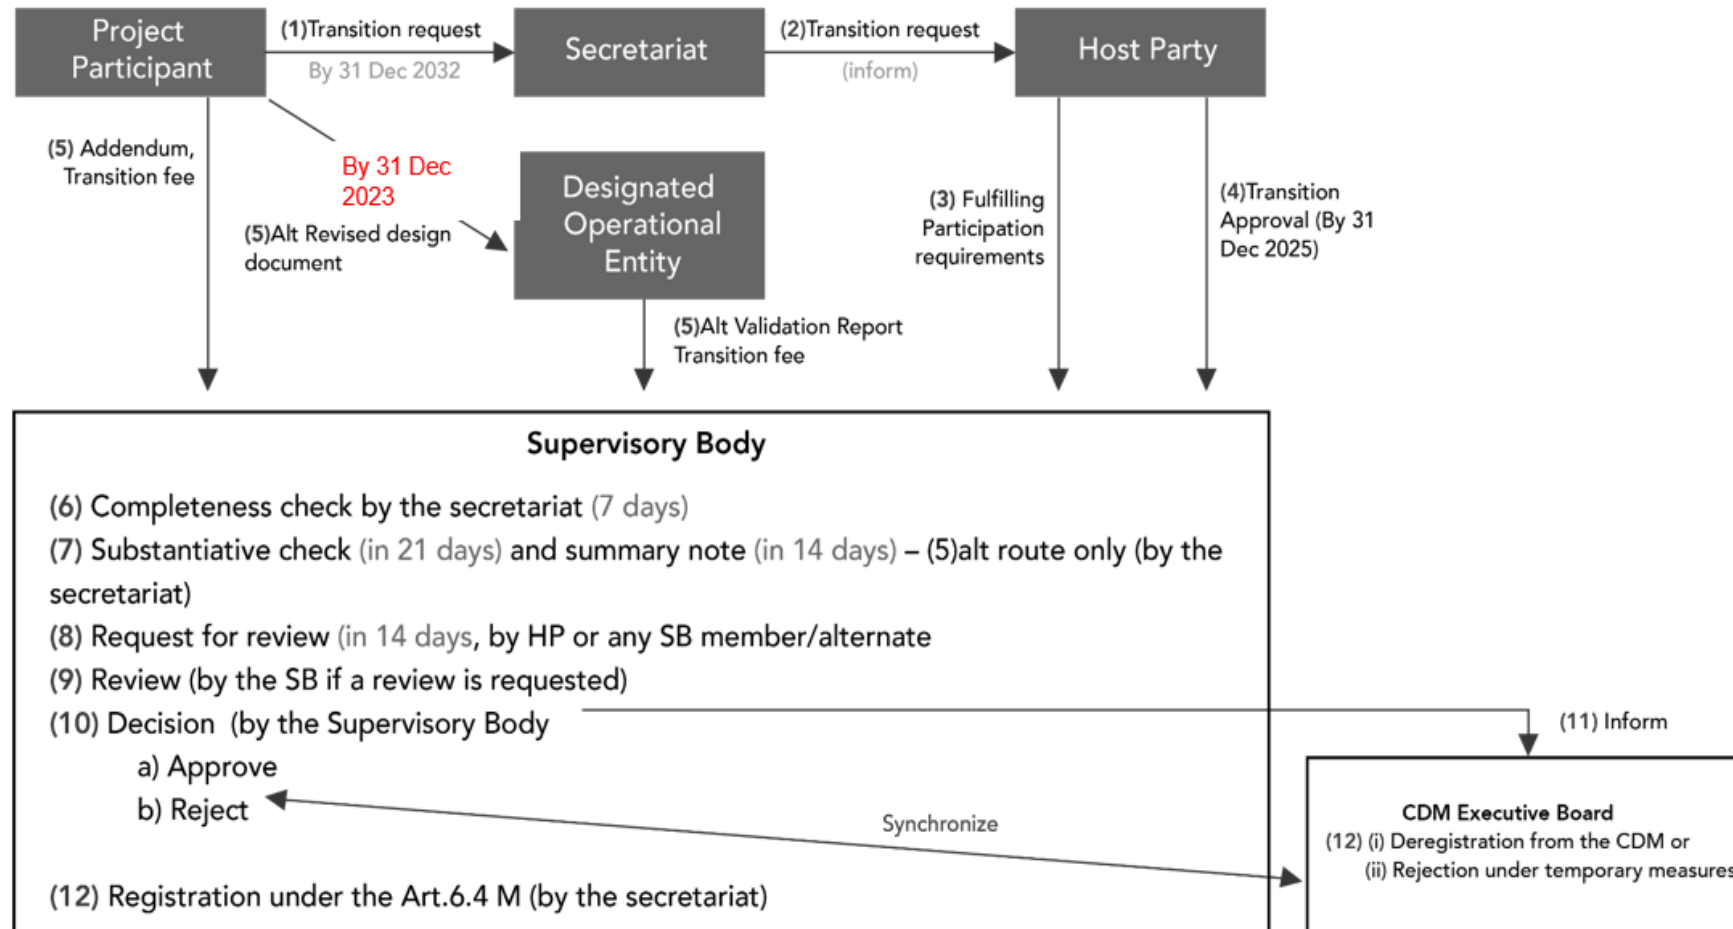 Project
Participant
(1)Transition request
By 31 Dec 2032
Secretariat
(2)Transition request
(inform)
Host Party
(5) Addendum,
Transition fee
By 31 Dec
2023
(5)Alt Revised design
document
Designated
Operational
Entity
(5)Alt Validation Report
Transition fee
(3) Fulfilling
Participation
requirements
(4)Transition
Approval (By 31
Dec 2025)
Supervisory Body
(6) Completeness check by the secretariat (7 days)
(7) Substantiative check (in 21 days) and summary note (in 14 days) – (5)alt route only (by the
secretariat)
(8) Request for review (in 14 days, by HP or any SB member/alternate
(9) Review (by the SB if a review is requested)
(10) Decision (by the Supervisory Body
a) Approve
b) Reject
(11) Inform
Synchronize
CDM Executive Board
(12) (i) Deregistration from the CDM or
(ii) Rejection under temporary measures
(12) Registration under the Art.6.4 M (by the secretariat)